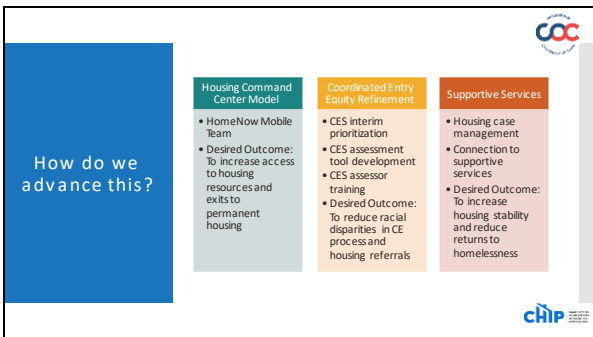 COC
How do we
advance this?
Housing Command
Center Model
• HomeNow Mobile
Team
• Desired Outcome:
To increase access
to housing
resources and
exits to
permanent
housing
Coordinated Entry
Equity Refinement
• CES interim
prioritization
• CES assessment
tool development
• CES assessor
training
• Desired Outcome:
To reduce racial
disparities in CE
process and
housing referrals
Supportive Services
• Housing case
management
• Connection to
supportive
services
• Desired Outcome:
To increase
housing stability
and reduce
returns to
homelessness
CHIP